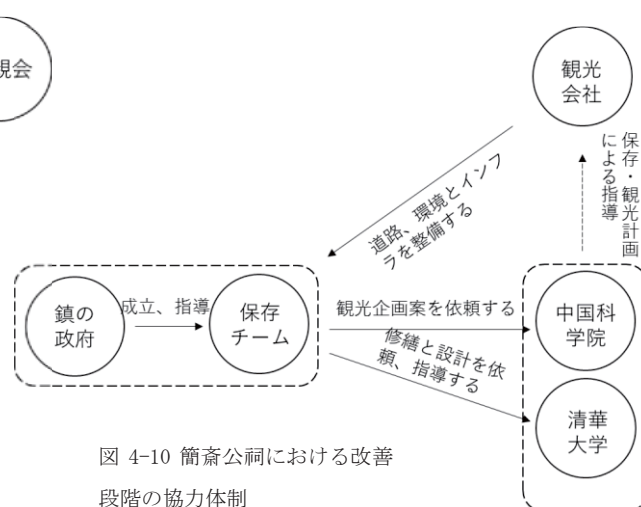 見会
観光
会社
保存・観光計画
による指導
道路、環境とインフ
ラを整備する
鎮の
政府
成立、指導
保存
チーム
観光企画案を依頼する
修繕と設計を依
頼、指導する
中国科
学院
清華
大学
図 4-10 簡斎公祠における改善
段階の協力体制